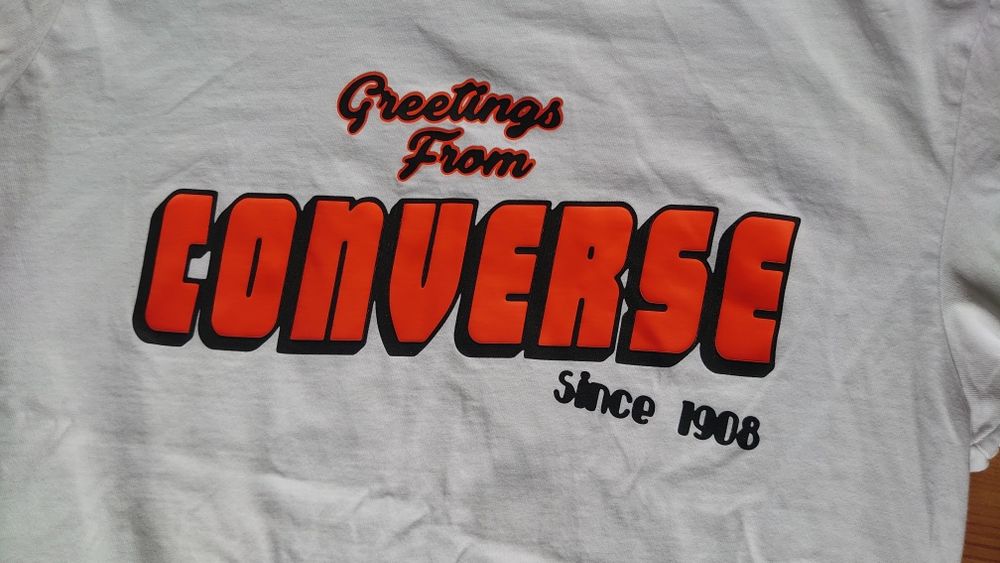 Greetings
From
CONVERSE
Since 1908